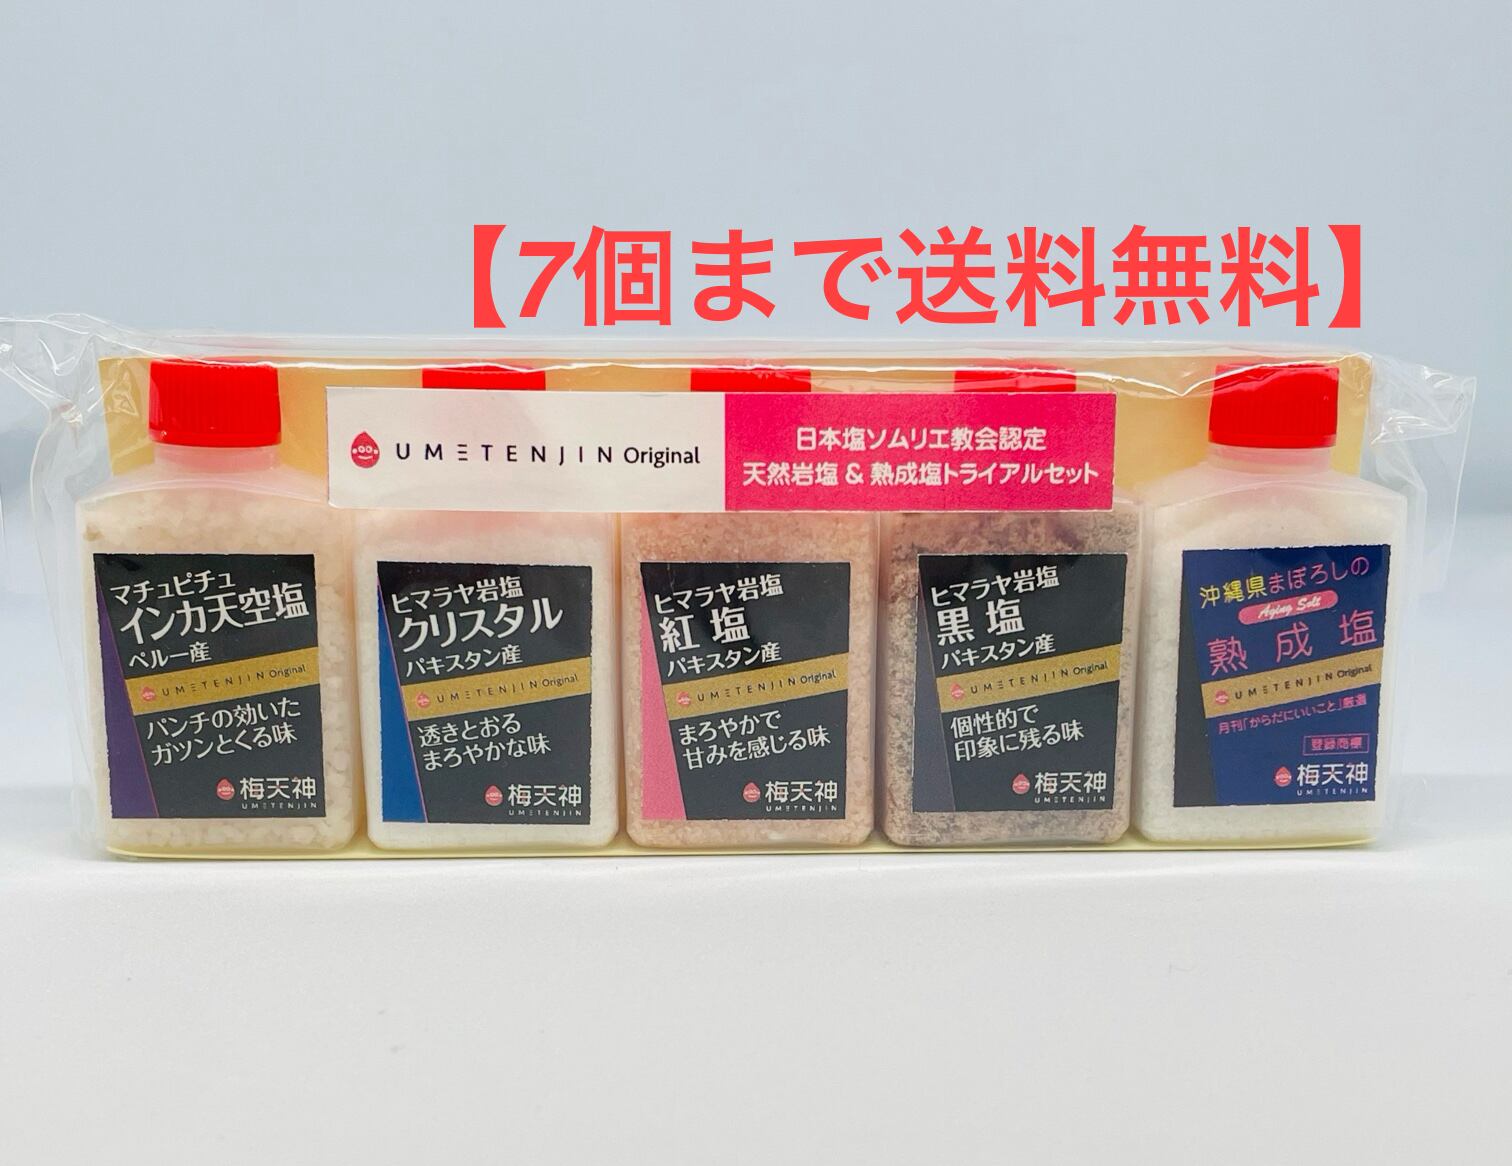 【7個まで送料無料】
UMETENJIN Original
日本塩ソムリエ教会認定
天然岩塩 & 熟成塩トライアルセット
マチュピチュ
インカ天空塩
ペルー産
UMETENJIN Original
パンチの効いた
ガツンとくる味
梅天神
UMETENJIN
ヒマラヤ岩塩
クリスタル
パキスタン産
UMETENJIN Original
透きとおる
まろやかな味
梅天神
UMETENJIN
ヒマラヤ岩塩
紅塩
パキスタン産
UMETENJIN Original
まろやかで
甘みを感じる味
梅天神
UMETENJIN
ヒマラヤ岩塩
黒塩
パキスタン産
UMETENJIN Original
個性的で
印象に残る味
梅天神
UMETENJIN
沖縄県まぼろしの
Aging Salt
熟成塩
UMETENJIN Original
月刊「からだにいいこと」厳選
登録商標
梅天神
UMETENJIN